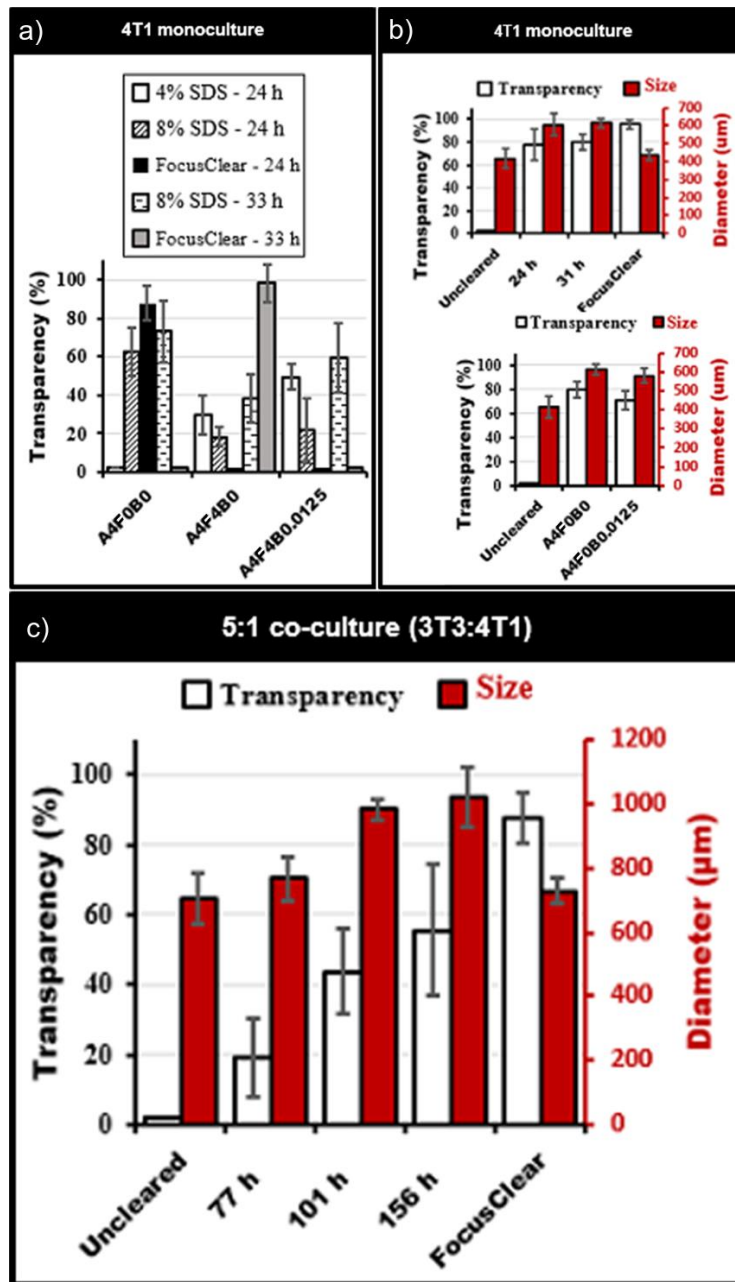 a)
4T1 monoculture
4% SDS - 24 h
8% SDS - 24 h
FocusClear - 24 h
8% SDS - 33 h
FocusClear - 33 h
Transparency (%)
100
80
60
40
20
0
A4F0B0
A4F4B0
A4F4B0.0125
b)
4T1 monoculture
Transparency
Size
Transparency (%)
100
80
60
40
20
0
700
600
500
400
300
200
100
0
Diameter (um)
Uncleared
24 h
31 h
FocusClear
Transparency
Size
Transparency (%)
100
80
60
40
20
0
700
600
500
400
300
200
100
0
Diameter (um)
Uncleared
A4F0B0
A4F0B0.0125
c)
5:1 co-culture (3T3:4T1)
Transparency
Size
Transparency (%)
100
80
60
40
20
0
1200
1000
800
600
400
200
0
Diameter (µm)
Uncleared
77 h
101 h
156 h
FocusClear